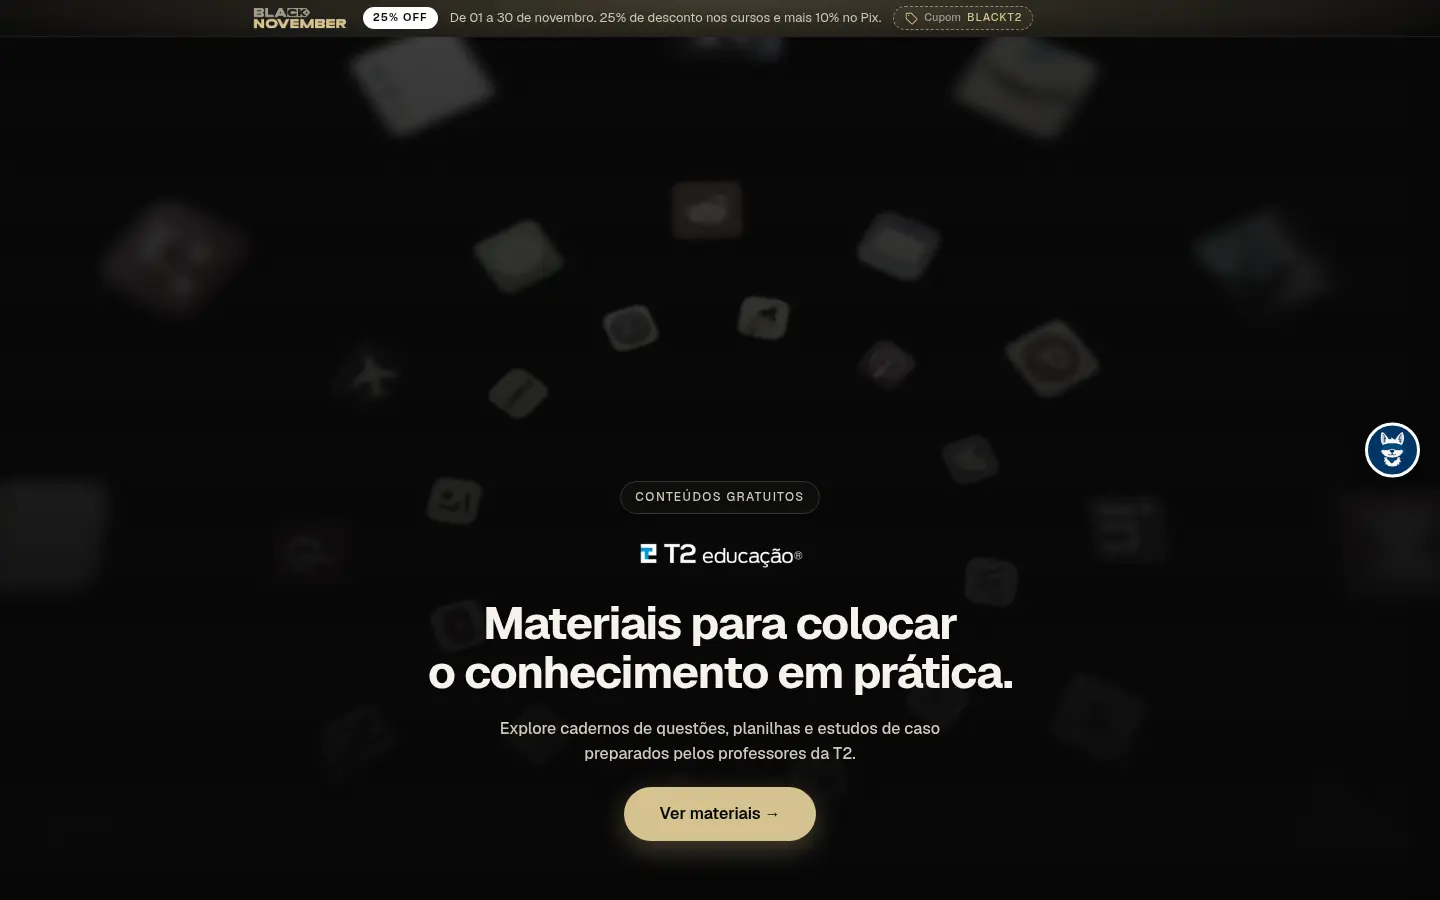 BLACK
NOVEMBER
25% OFF
De 01 a 30 de novembro. 25% de desconto nos cursos e mais 10% no Pix.
Cupom BLACKT2
CONTEÚDOS GRATUITOS
T2 educação®
Materiais para colocar
o conhecimento em prática.
Explore cadernos de questões, planilhas e estudos de caso
preparados pelos professores da T2.
Ver materiais →